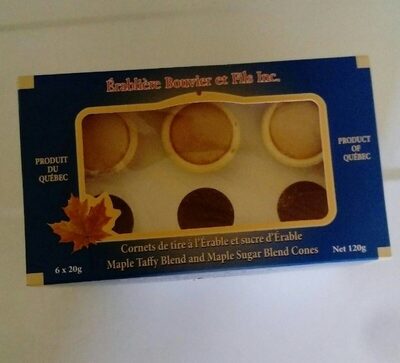 Érablière Bouvier et Fils Inc.
PRODUIT
DU
QUÉBEC
PRODUCT
OF
QUÉBEC
Cornets de tire à l'Érable et sucre d'Érable
6 x 20g
Maple Taffy Blend and Maple Sugar Blend Cones
Net 120g